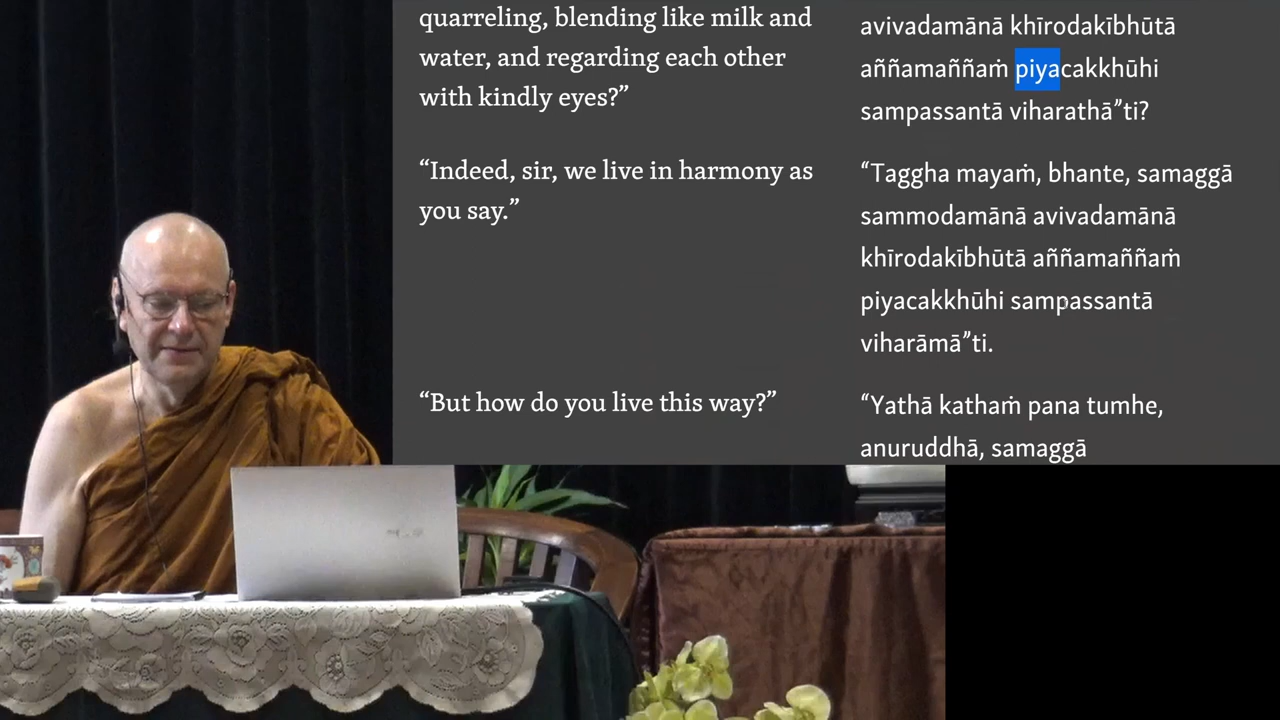 quarreling, blending like milk and
water, and regarding each other
with kindly eyes?”
“Indeed, sir, we live in harmony as
you say.”
“But how do you live this way?”
avivadamānā khīrodakībhūtā
aññamaññaṁ piyacakkhūhi
sampassantā viharathā”ti?
“Taggha mayaṁ, bhante, samaggā
sammodamānā avivadamānā
khīrodakībhūtā aññamaññaṁ
piyacakkhūhi sampassantā
viharāmā”ti.
“Yathā kathaṁ pana tumhe,
anuruddhā, samaggā